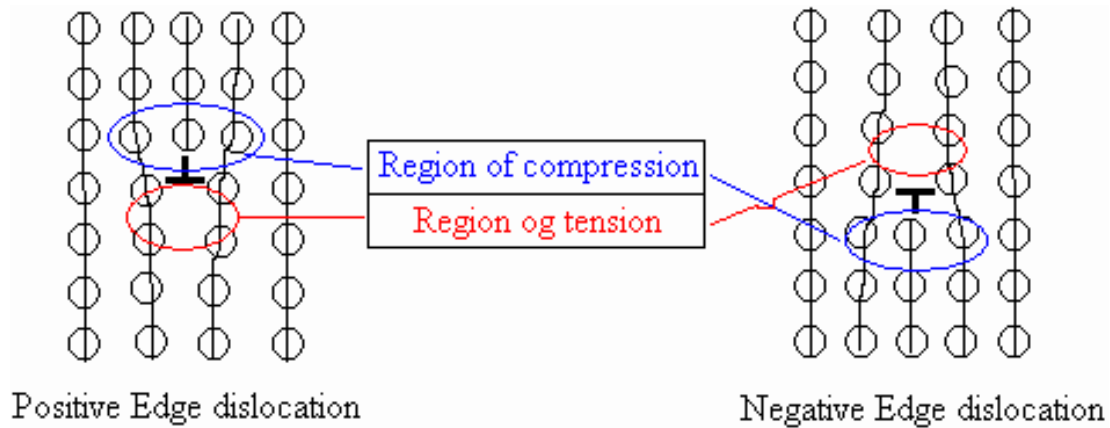 Region of compression
Region og tension
Positive Edge dislocation
Negative Edge dislocation